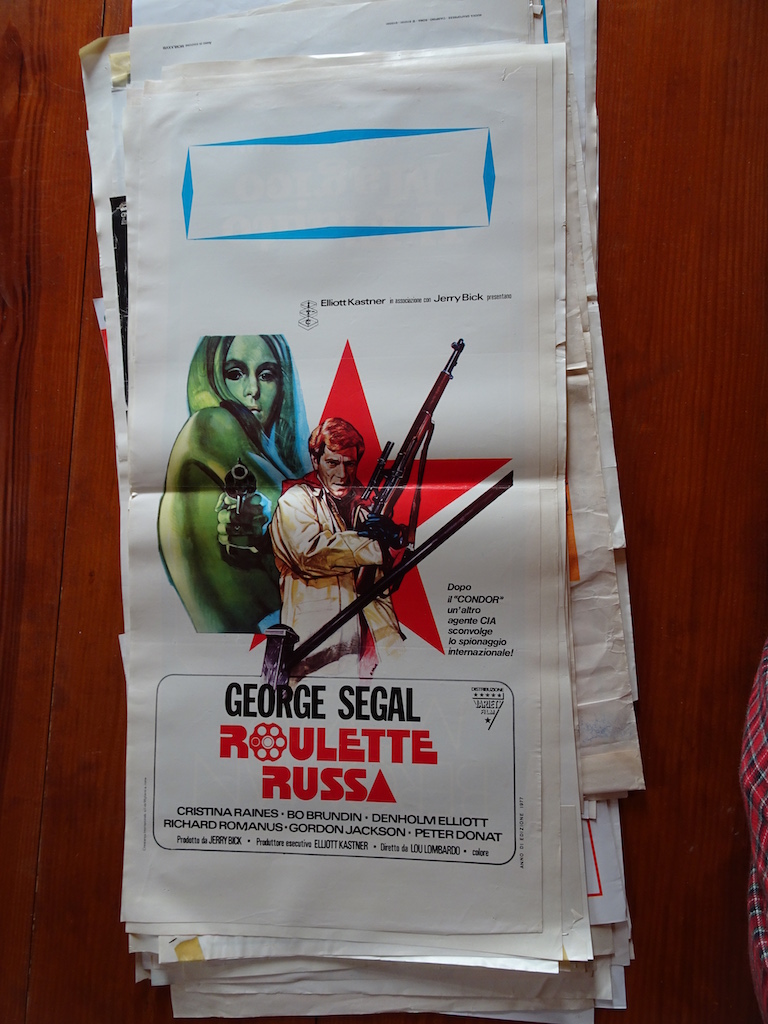 Elliott Kastner in associazione con Jerry Bick presentano
Dopo
il "CONDOR"
un'altro
agente CIA
sconvolge
lo spionaggio
internazionale!
GEORGE SEGAL
DISTRIBUZIONE
VARIETY
FILM
ROULETTE
RUSSA
CRISTINA RAINES • BO BRUNDIN • DENHOLM ELLIOTT
RICHARD ROMANUS • GORDON JACKSON • PETER DONAT
Prodotto da JERRY BICK • Produttore esecutivo ELLIOTT KASTNER • Diretto da LOU LOMBARDO • colore
ANNO DI EDIZIONE 1977